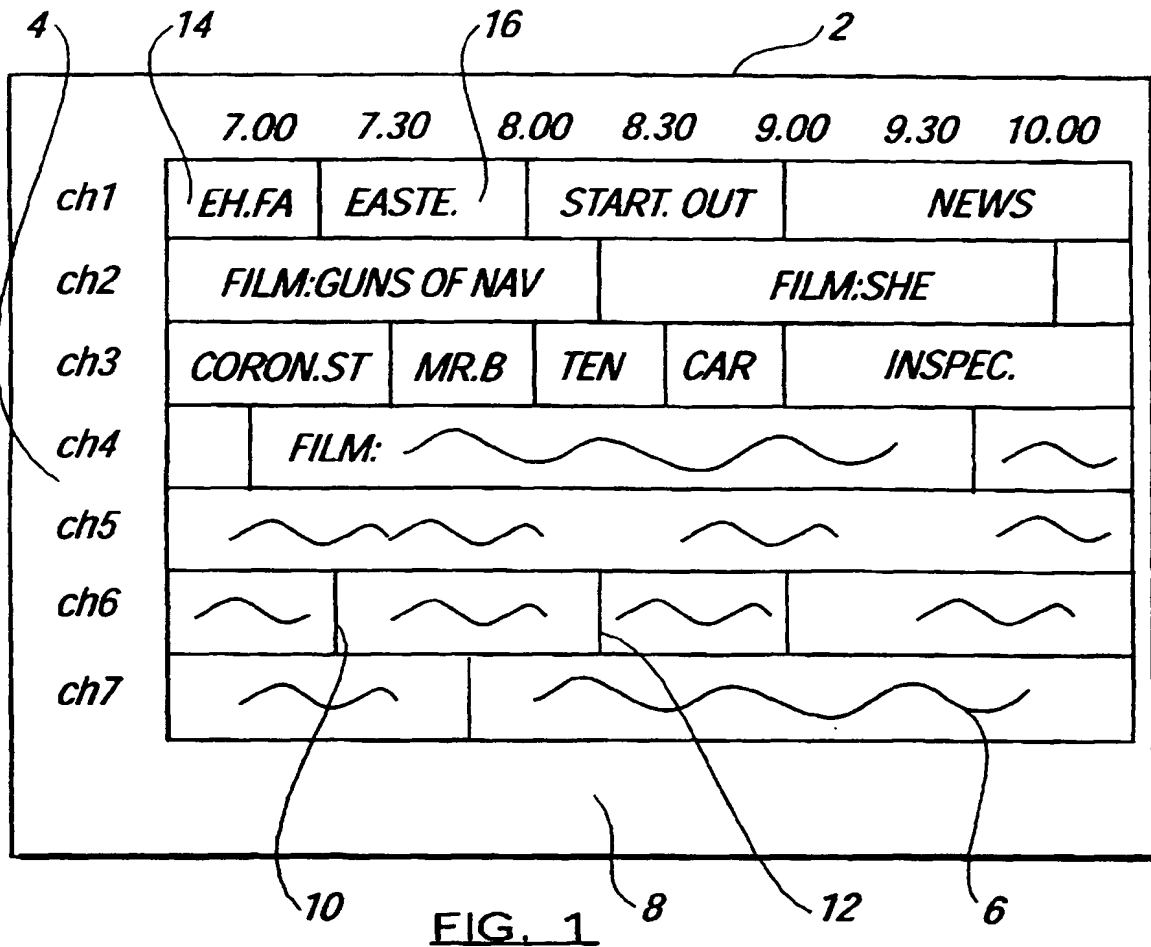 4 14 16 2
7.00 7.30 8.00 8.30 9.00 9.30 10.00
ch1 EH.FA EASTE. START. OUT NEWS
ch2 FILM:GUNS OF NAV FILM:SHE
ch3 CORON.ST MR.B TEN CAR INSPEC.
ch4 FILM:
ch5
ch6
ch7
10 8 12 6
FIG. 1